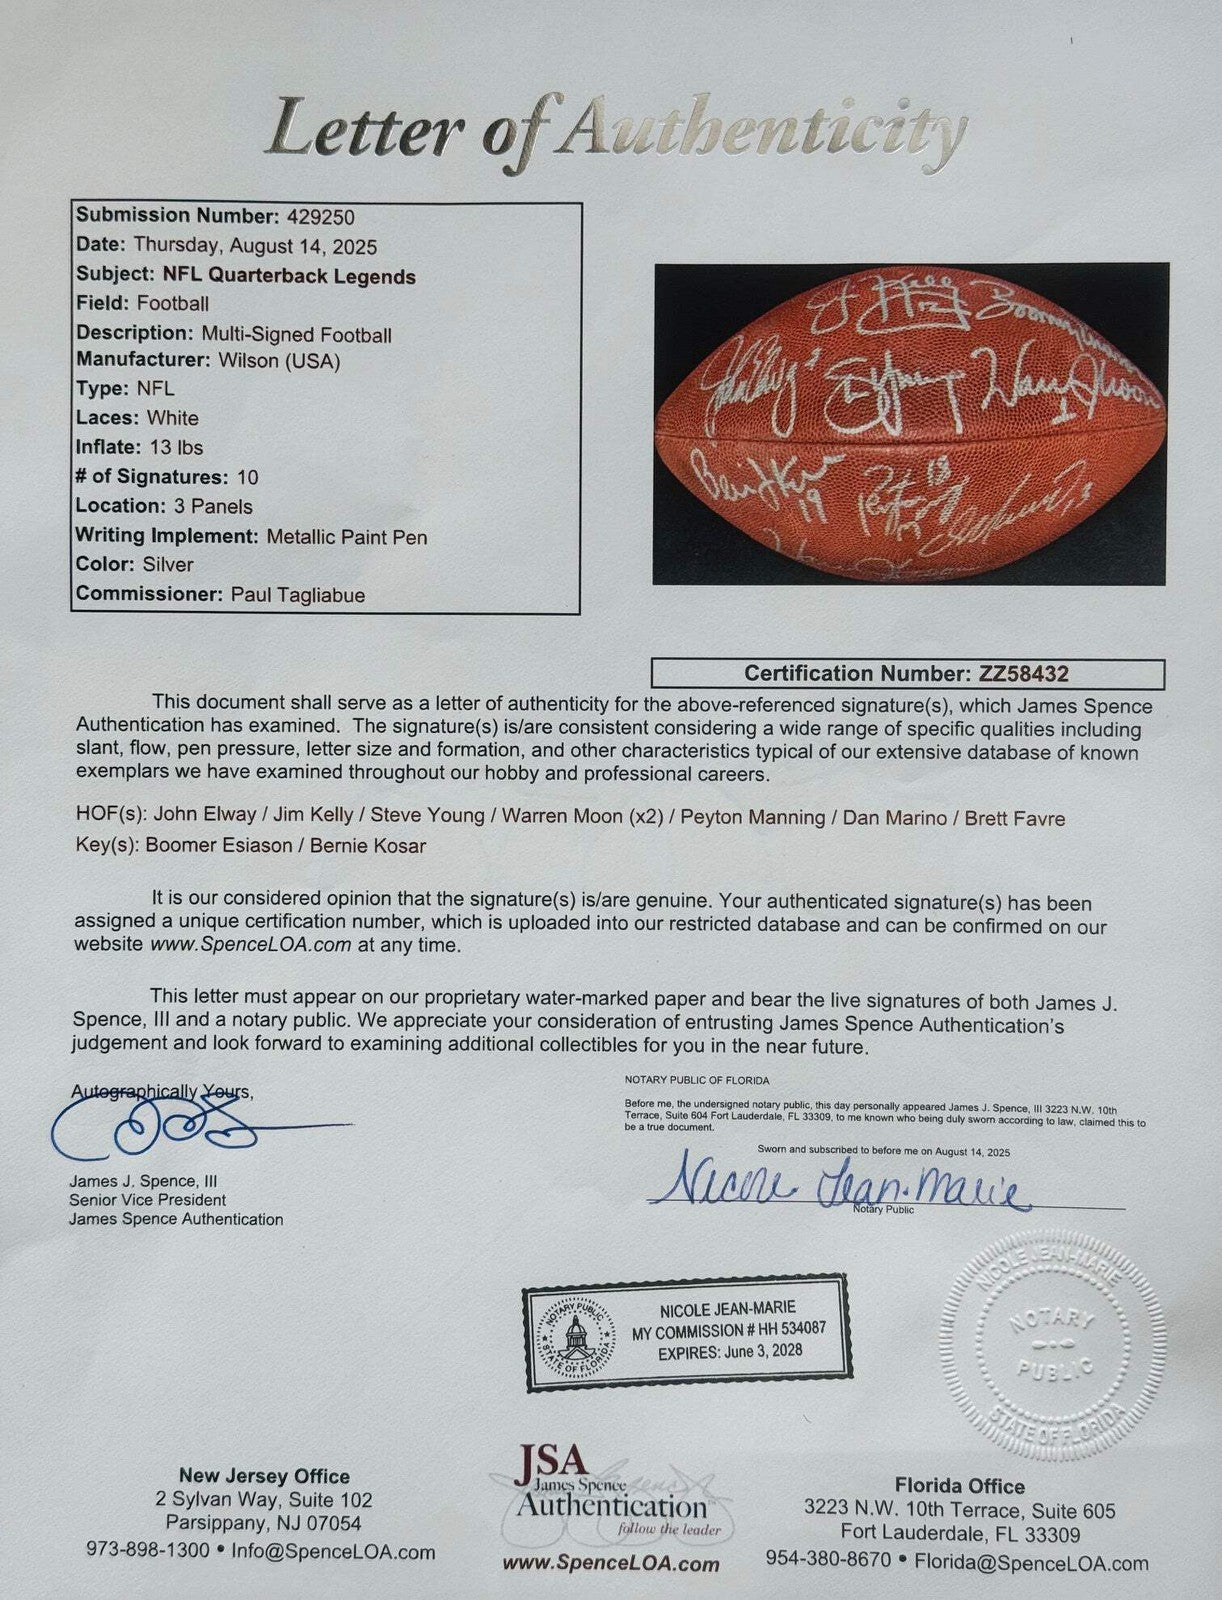 Letter of Authenticity
Submission Number: 429250
Date: Thursday, August 14, 2025
Subject: NFL Quarterback Legends
Field: Football
Description: Multi-Signed Football
Manufacturer: Wilson (USA)
Type: NFL
Laces: White
Inflate: 13 lbs
# of Signatures: 10
Location: 3 Panels
Writing Implement: Metallic Paint Pen
Color: Silver
Commissioner: Paul Tagliabue
Certification Number: ZZ58432
This document shall serve as a letter of authenticity for the above-referenced signature(s), which James Spence
Authentication has examined. The signature(s) is/are consistent considering a wide range of specific qualities including
slant, flow, pen pressure, letter size and formation, and other characteristics typical of our extensive database of known
exemplars we have examined throughout our hobby and professional careers.
HOF(s): John Elway / Jim Kelly / Steve Young / Warren Moon (x2) / Peyton Manning / Dan Marino / Brett Favre
Key(s): Boomer Esiason / Bernie Kosar
It is our considered opinion that the signature(s) is/are genuine. Your authenticated signature(s) has been
assigned a unique certification number, which is uploaded into our restricted database and can be confirmed on our
website www.SpenceLOA.com at any time.
This letter must appear on our proprietary water-marked paper and bear the live signatures of both James J.
Spence, III and a notary public. We appreciate your consideration of entrusting James Spence Authentication's
judgement and look forward to examining additional collectibles for you in the near future.
Autographically Yours,
James J. Spence, III
Senior Vice President
James Spence Authentication
NOTARY PUBLIC OF FLORIDA
Before me, the undersigned notary public, this day personally appeared James J. Spence, III 3223 N.W. 10th
Terrace, Suite 604 Fort Lauderdale, FL 33309, to me known who being duly sworn according to law, claimed this to
be a true document.
Sworn and subscribed to before me on August 14, 2025
Nicole Jean-Marie
Notary Public
NOTARY PUBLIC
STATE OF FLORIDA
NICOLE JEAN-MARIE
MY COMMISSION # HH 534087
EXPIRES: June 3, 2028
NICOLE JEAN-MARIE
NOTARY
PUBLIC
STATE OF FLORIDA
New Jersey Office
2 Sylvan Way, Suite 102
Parsippany, NJ 07054
973-898-1300 • Info@SpenceLOA.com
JSA
James Spence
Authentication
follow the leader
www.SpenceLOA.com
Florida Office
3223 N.W. 10th Terrace, Suite 605
Fort Lauderdale, FL 33309
954-380-8670 • Florida@SpenceLOA.com